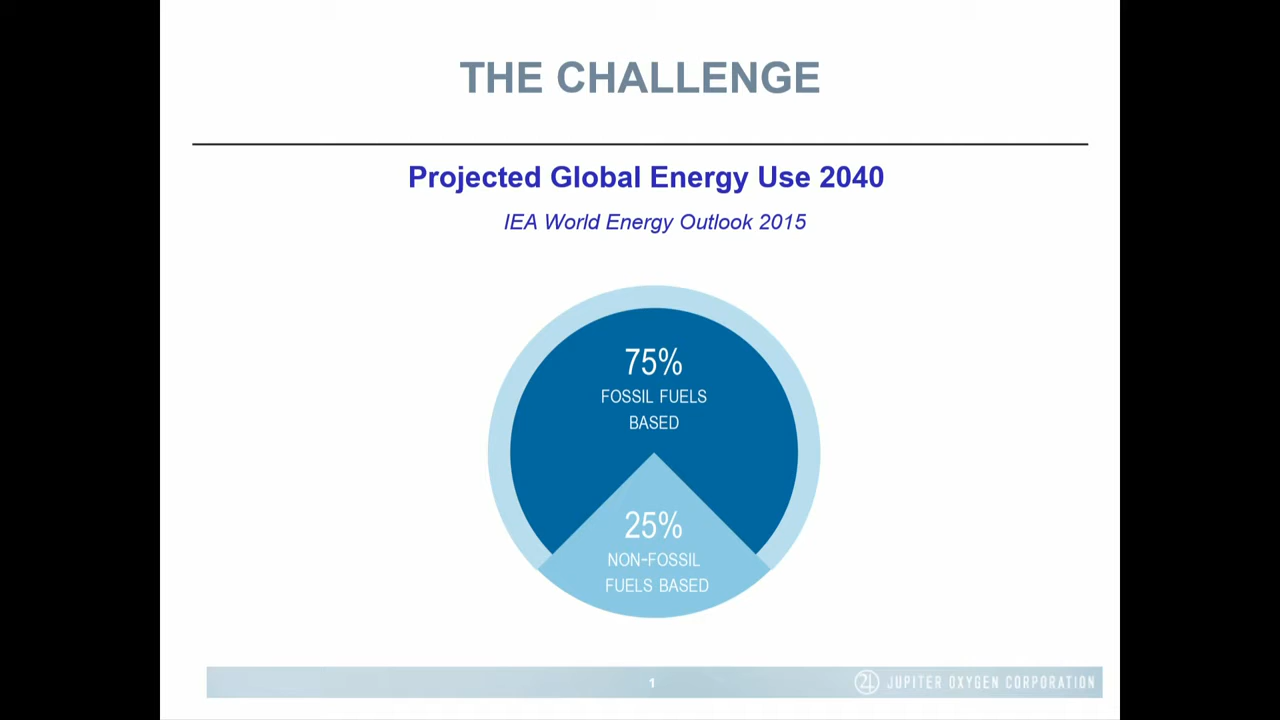 THE CHALLENGE
Projected Global Energy Use 2040
IEA World Energy Outlook 2015
75%
FOSSIL FUELS
BASED
25%
NON-FOSSIL
FUELS BASED
1
JUPITER OXYGEN CORPORATION